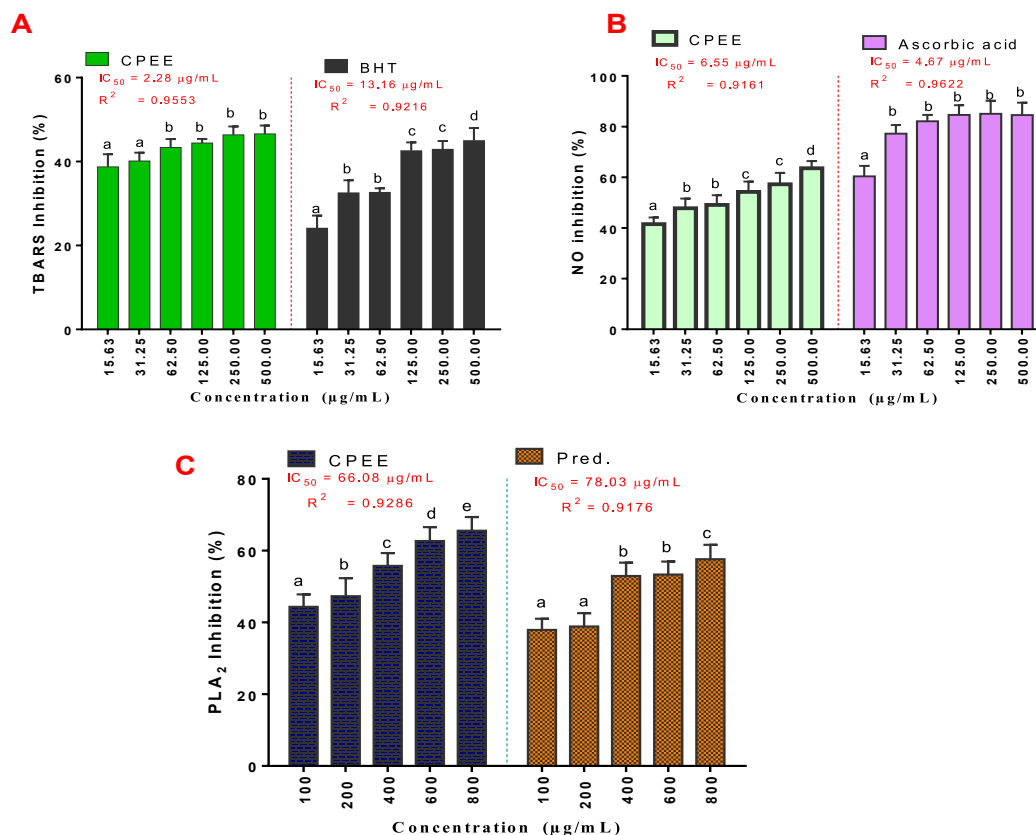 A
CPEE
BHT
IC50 = 2.28 µg/mL
R2 = 0.9553
IC50 = 13.16 µg/mL
R2 = 0.9216
TBARS Inhibition (%)
60
40
20
0
a a b b b b
a b b c c d
15.63 31.25 62.50 125.00 250.00 500.00
15.63 31.25 62.50 125.00 250.00 500.00
Concentration (µg/mL)
B
CPEE
Ascorbic acid
IC50 = 6.55 µg/mL
R2 = 0.9161
IC50 = 4.67 µg/mL
R2 = 0.9622
NO inhibition (%)
100
80
60
40
20
0
a b b c c d
a b b b b b
15.63 31.25 62.50 125.00 250.00 500.00
15.63 31.25 62.50 125.00 250.00 500.00
Concentration (µg/mL)
C
CPEE
Pred.
IC50 = 66.08 µg/mL
R2 = 0.9286
IC50 = 78.03 µg/mL
R2 = 0.9176
PLA2 Inhibition (%)
80
60
40
20
0
a b c d e
a a b b c
100 200 400 600 800
100 200 400 600 800
Concentration (µg/mL)